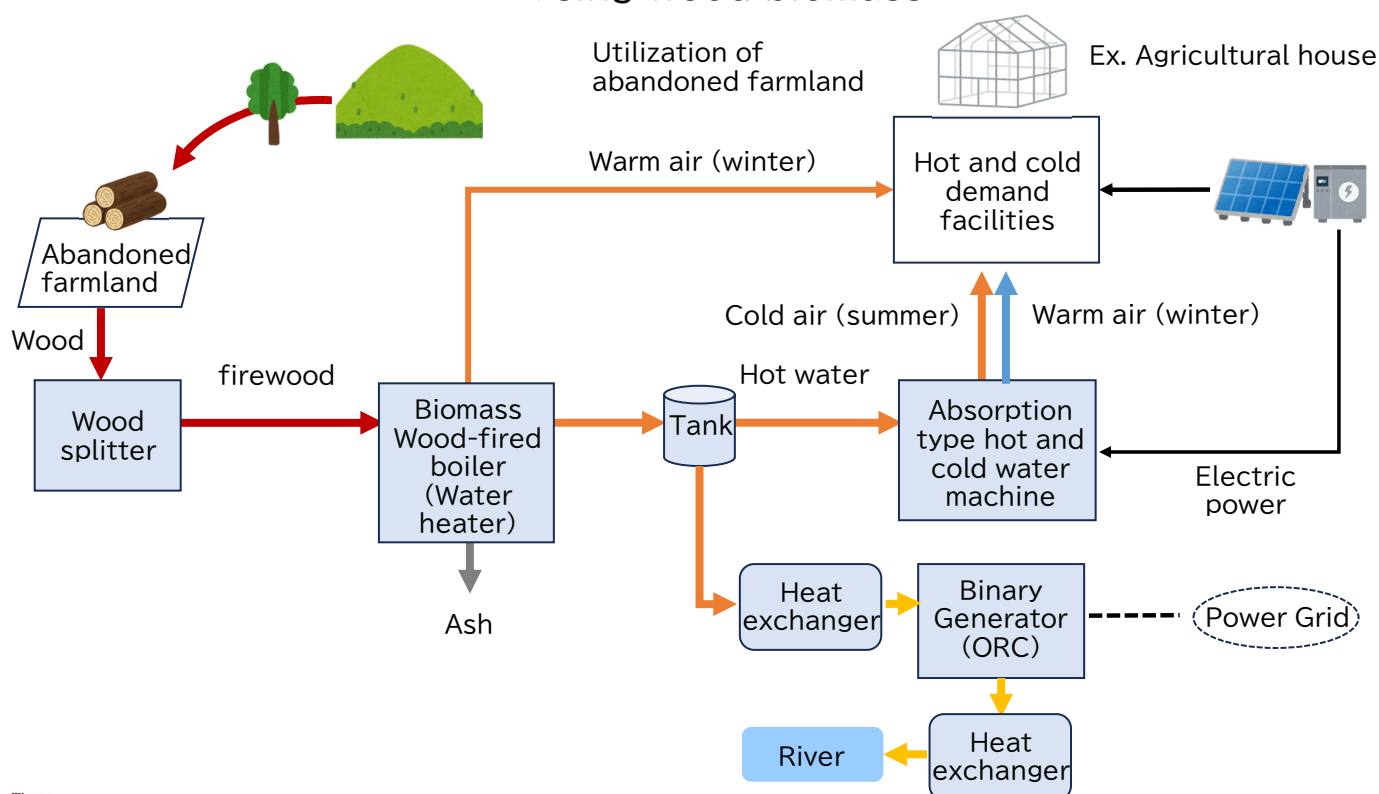 Utilization of
abandoned farmland
Ex. Agricultural house
Warm air (winter)
Hot and cold
demand
facilities
Abandoned
farmland
Cold air (summer)
Warm air (winter)
Wood
firewood
Hot water
Wood
splitter
Biomass
Wood-fired
boiler
(Water
heater)
Tank
Absorption
type hot and
cold water
machine
Electric
power
Ash
Heat
exchanger
Binary
Generator
(ORC)
Power Grid
River
Heat
exchanger